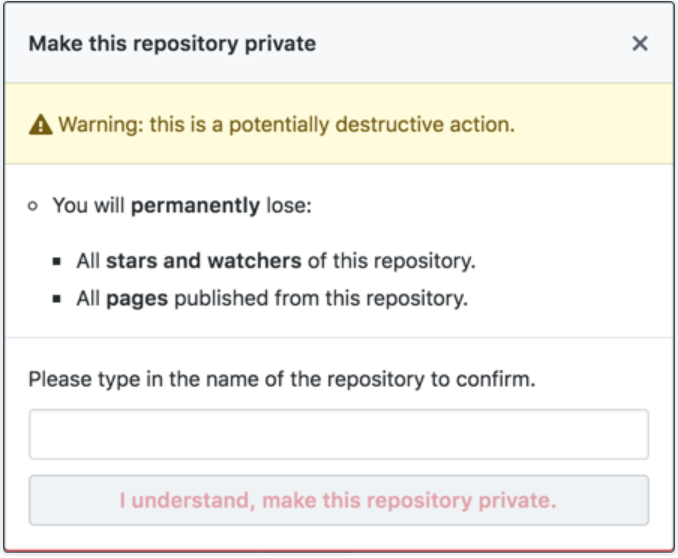 Make this repository private
Warning: this is a potentially destructive action.
You will permanently lose:
All stars and watchers of this repository.
All pages published from this repository.
Please type in the name of the repository to confirm.
I understand, make this repository private.